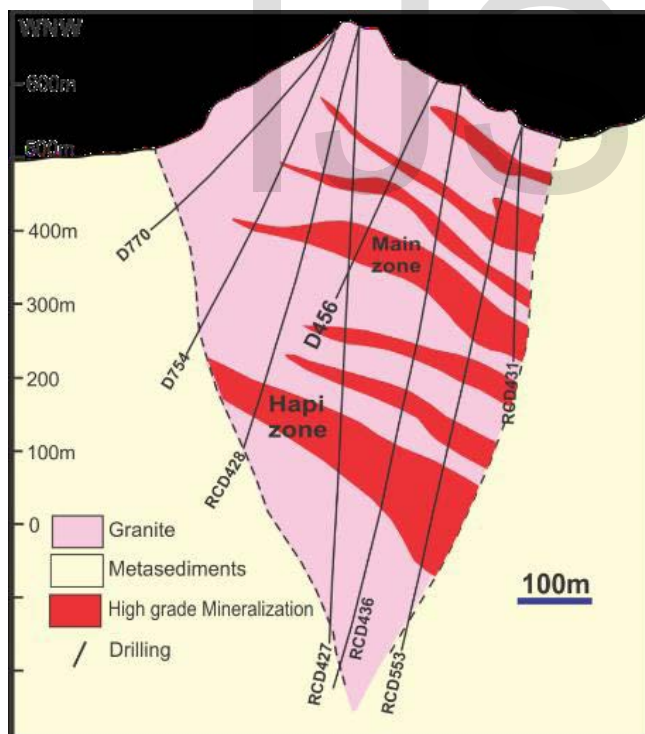 IJS
WNW
600m
500m
400m
300m
200
100m
0
D770
D754
RCD428
D456
Main
zone
Hapi
zone
RCD431
RCD427
RCD436
RCD553
Granite
Metasediments
High grade Mineralization
Drilling
100m